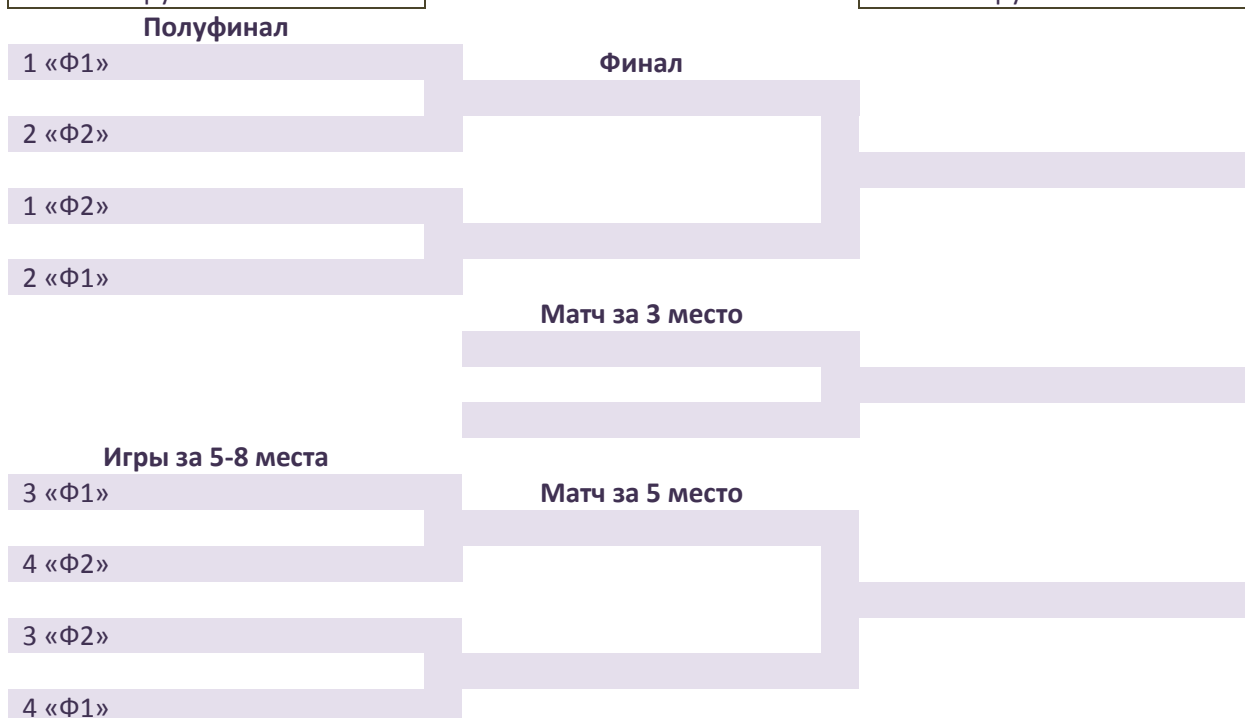 Полуфинал
1 «Ф1»
Финал
2 «Ф2»
1 «Ф2»
2 «Ф1»
Матч за 3 место
Игры за 5-8 места
3 «Ф1»
Матч за 5 место
4 «Ф2»
3 «Ф2»
4 «Ф1»